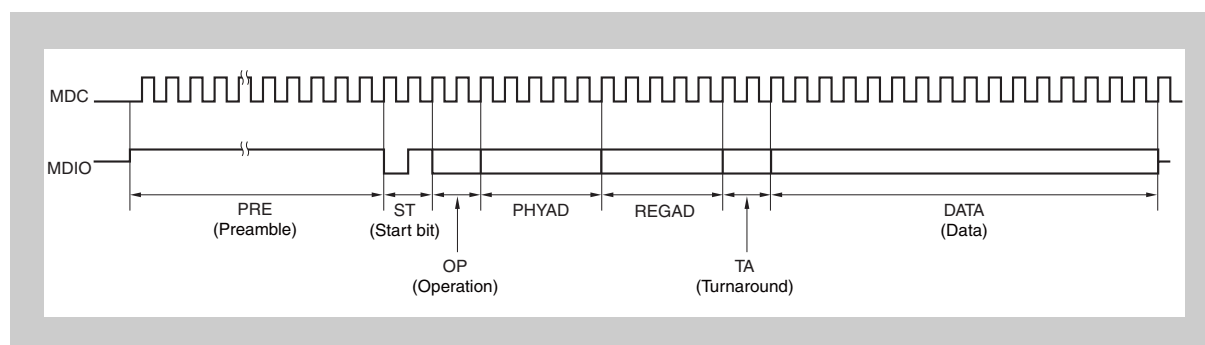 MDC
MDIO
PRE
(Preamble)
ST
(Start bit)
PHYAD
REGAD
DATA
(Data)
OP
(Operation)
TA
(Turnaround)